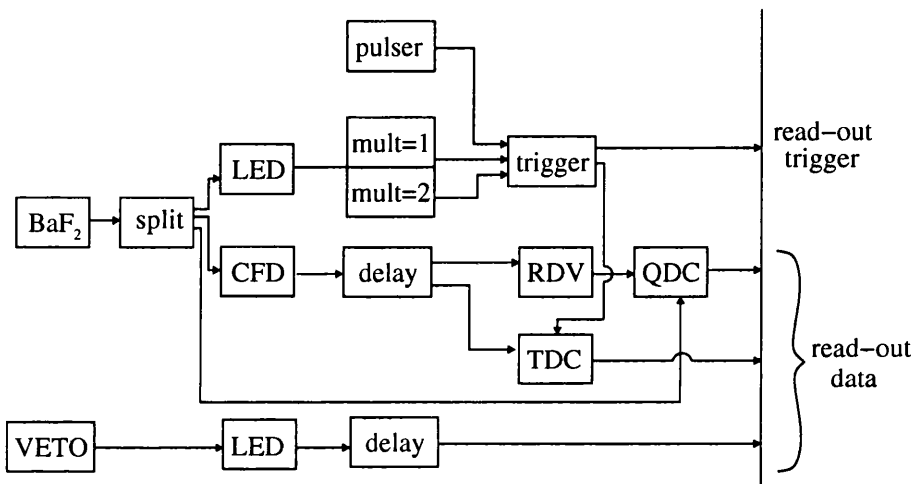 pulser
mult=1
mult=2
LED
trigger
read-out
trigger
BaF₂
split
CFD
delay
RDV
QDC
TDC
read-out
data
VETO
LED
delay